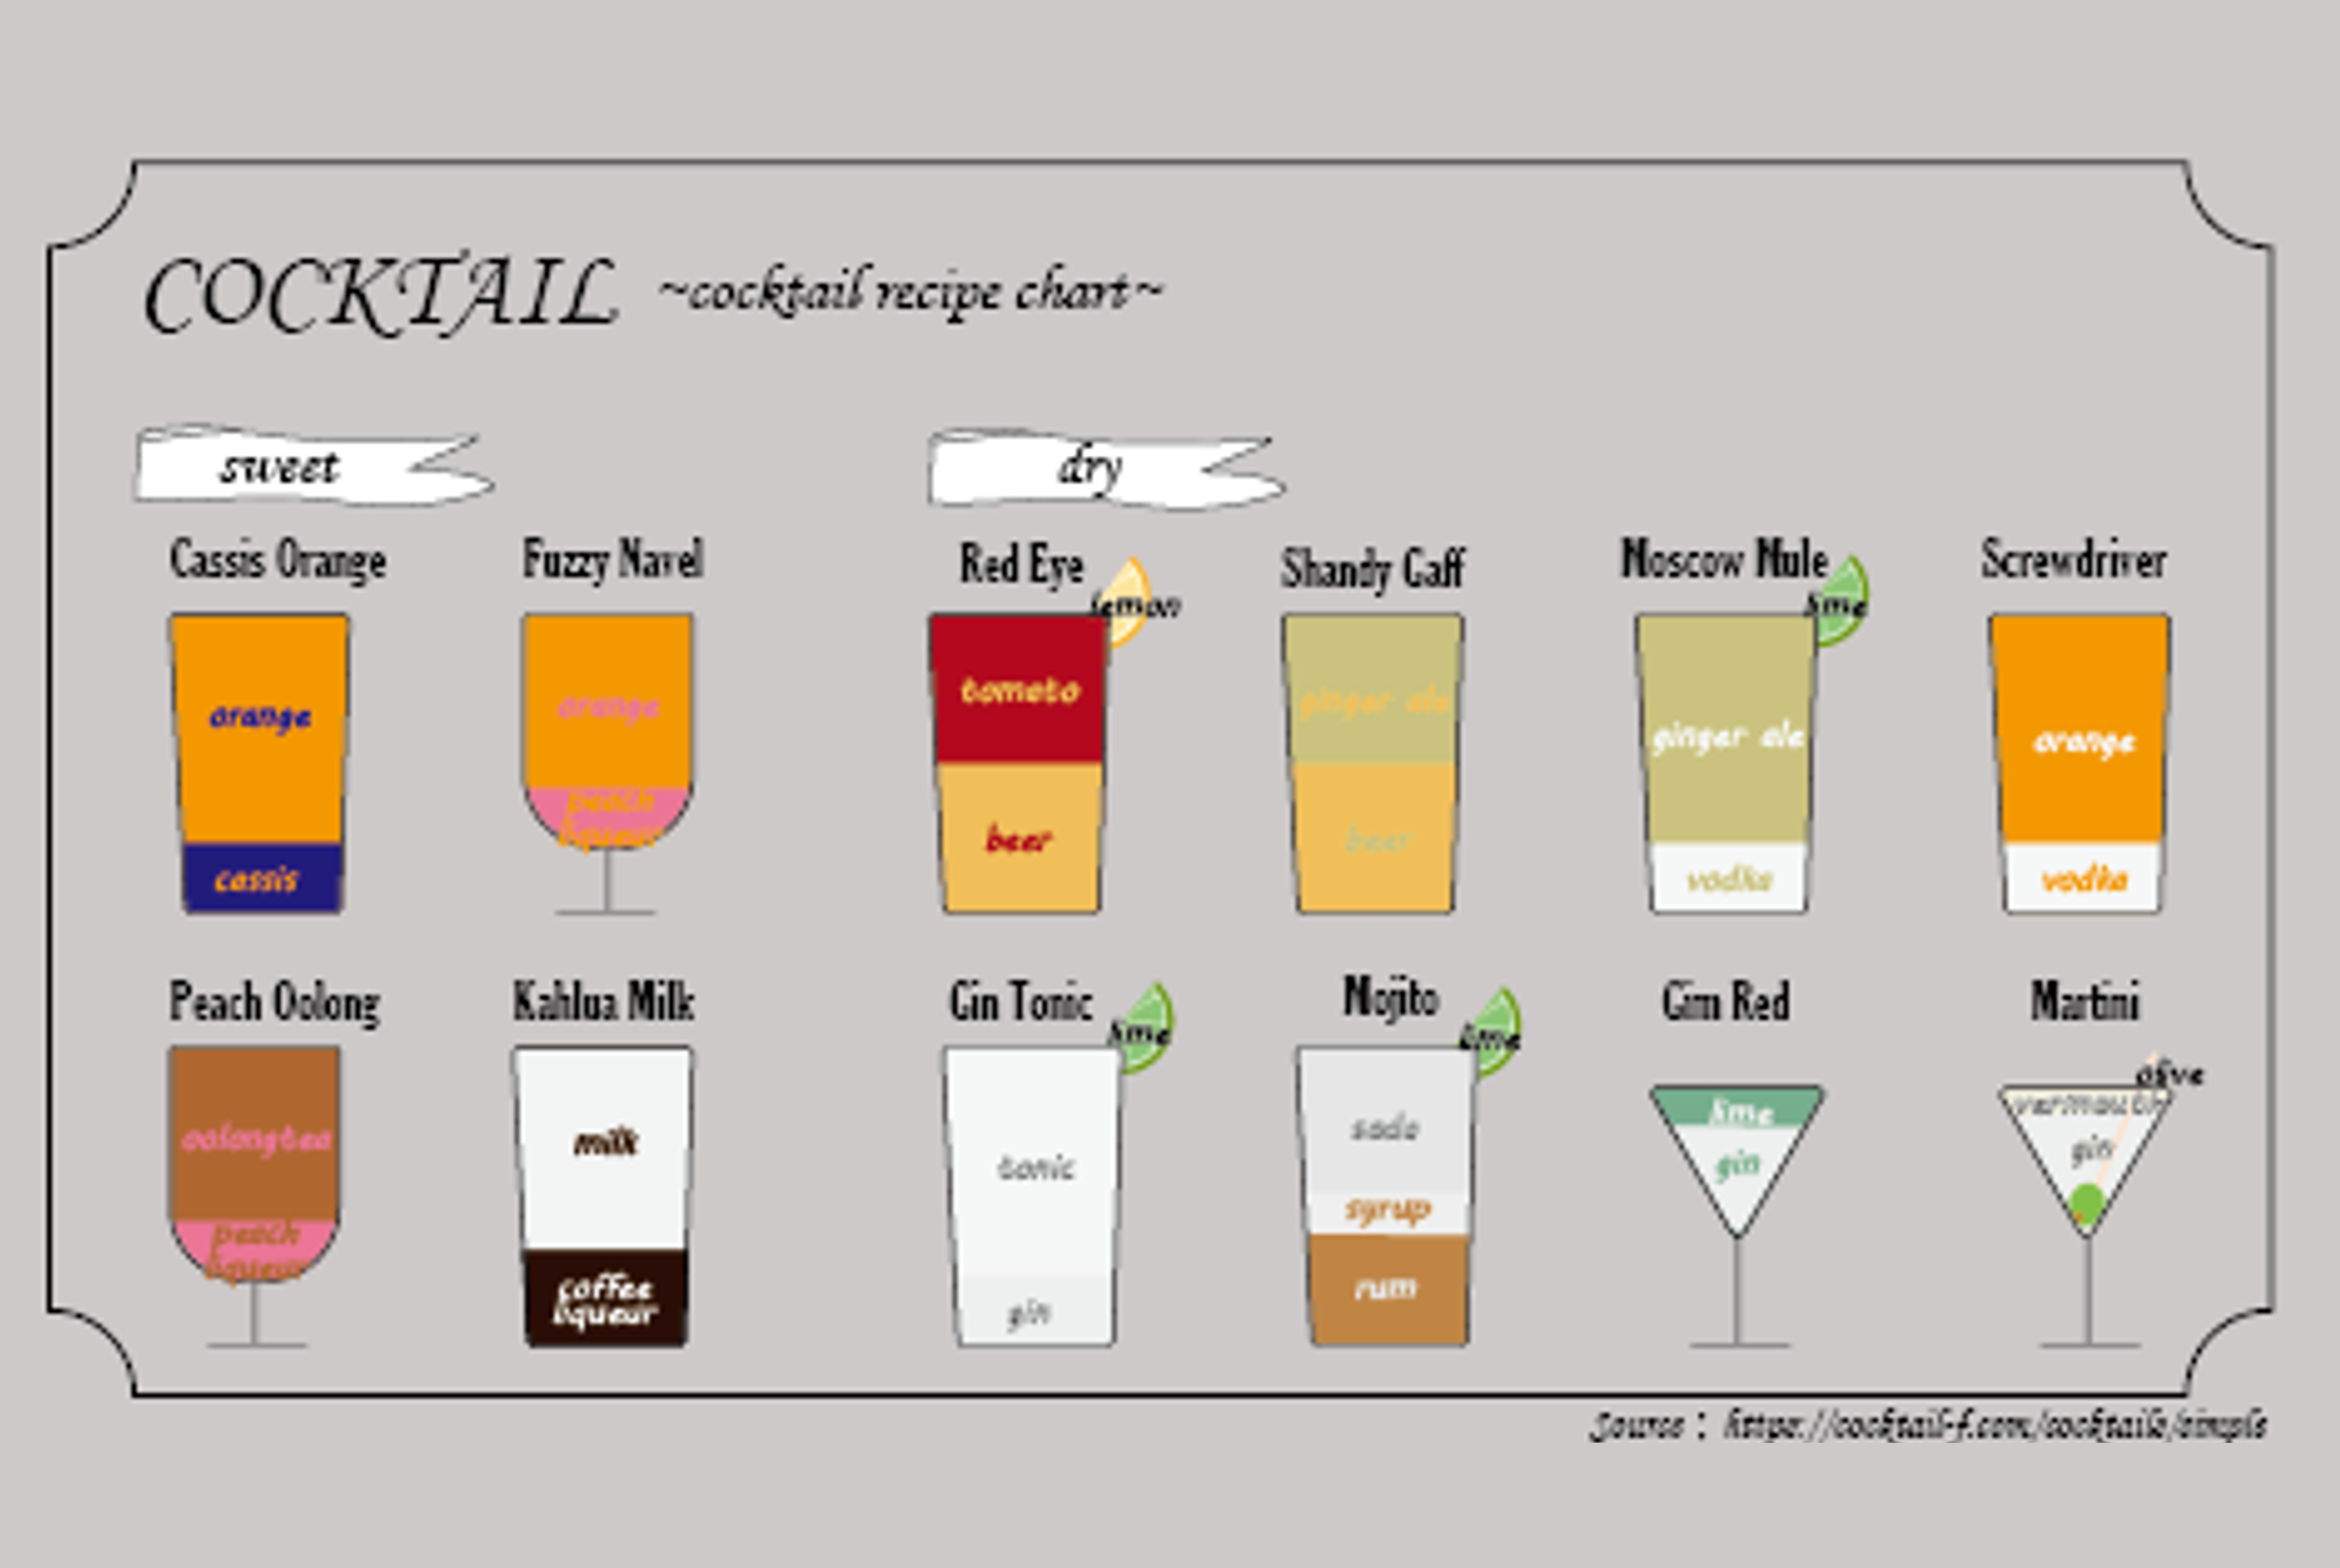 COCKTAIL ~cocktail recipe chart~
sweet
dry
Cassis Orange
orange
cassis
Fuzzy Navel
orange
peach
liqueur
Red Eye
lemon
tomato
beer
Shandy Gaff
ginger ale
beer
Moscow Mule
lime
ginger ale
vodka
Screwdriver
orange
vodka
Peach Oolong
oolongtea
peach
liqueur
Kahlua Milk
milk
coffee
liqueur
Gin Tonic
lime
tonic
gin
Mojito
lime
soda
syrup
rum
Gim Red
lime
gin
Martini
olive
vermouth
gin
Source : https://cocktail-f.com/cocktails/simple